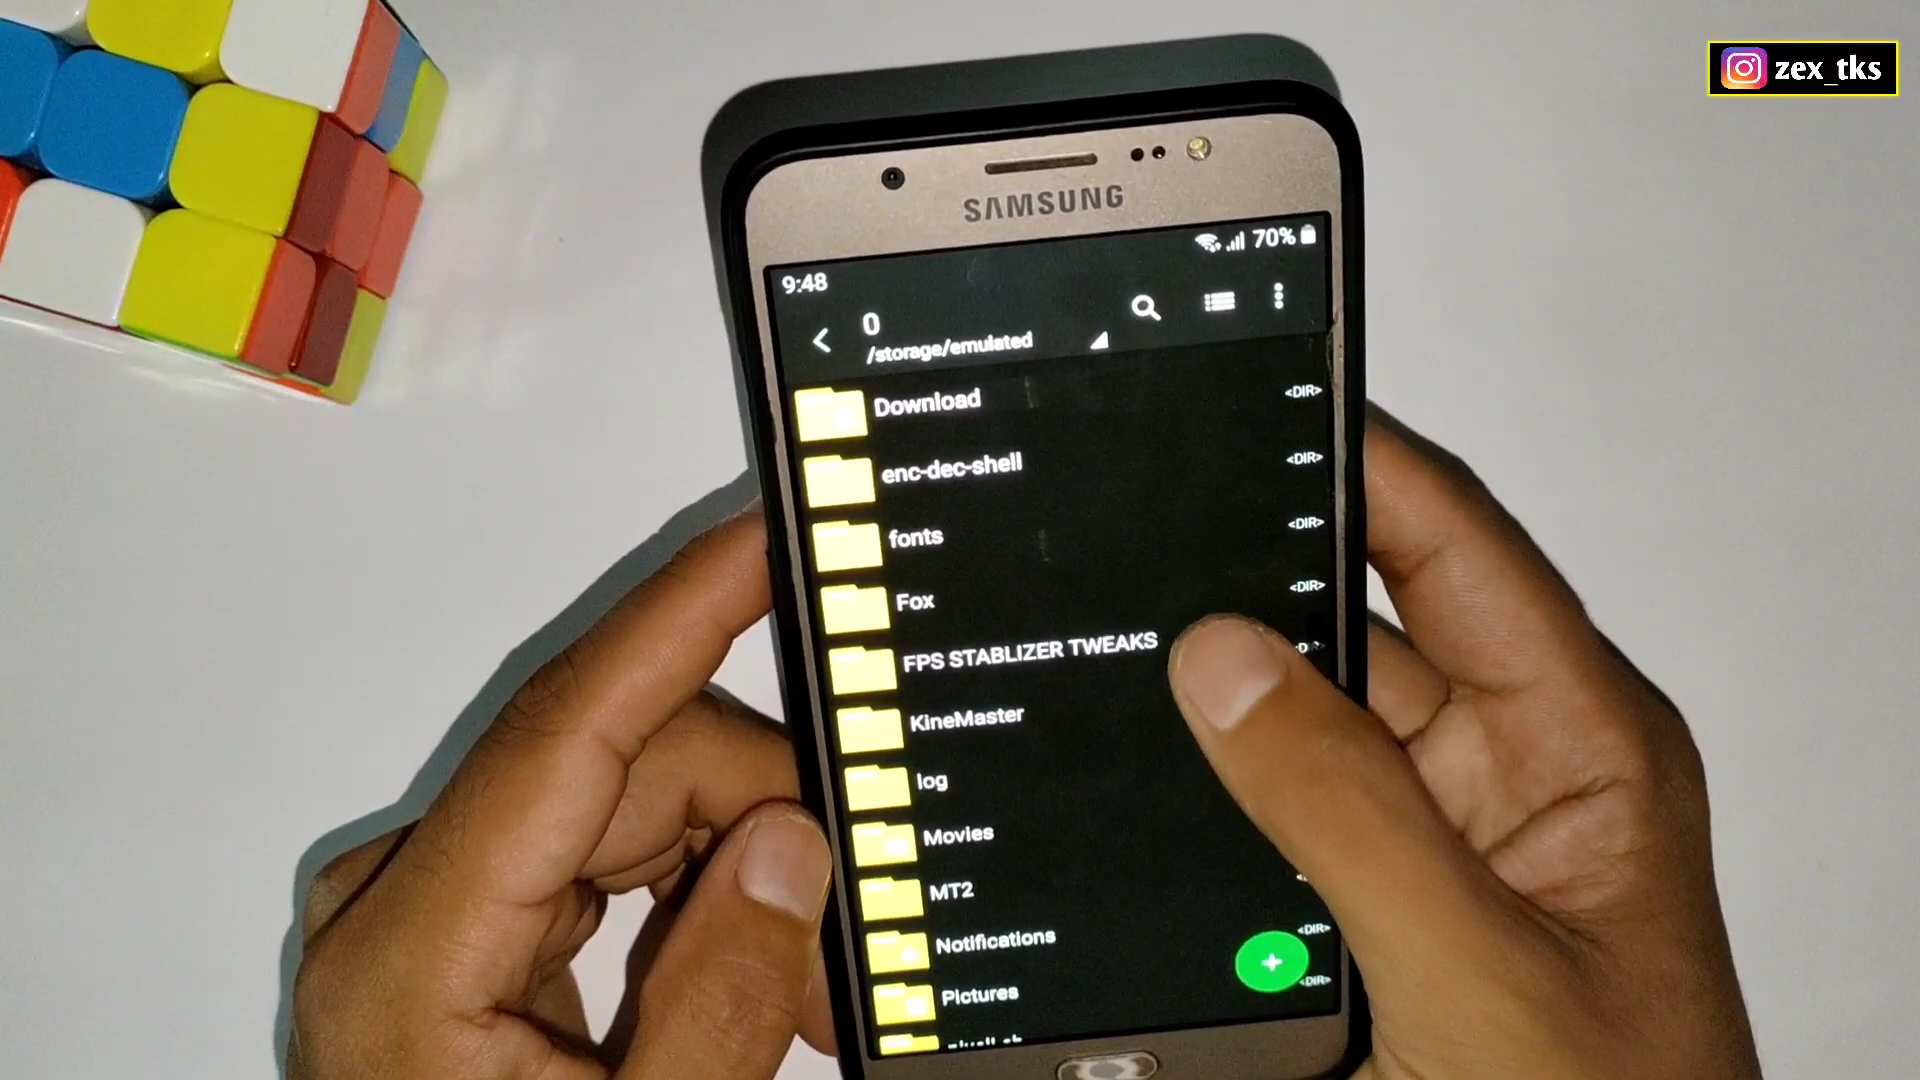 zex_tks
SAMSUNG
70%
9:48
0
/storage/emulated
Download <DIR>
enc-dec-shell <DIR>
fonts <DIR>
Fox <DIR>
FPS STABLIZER TWEAKS
KineMaster
log
Movies
MT2
Notifications <DIR>
Pictures <DIR>